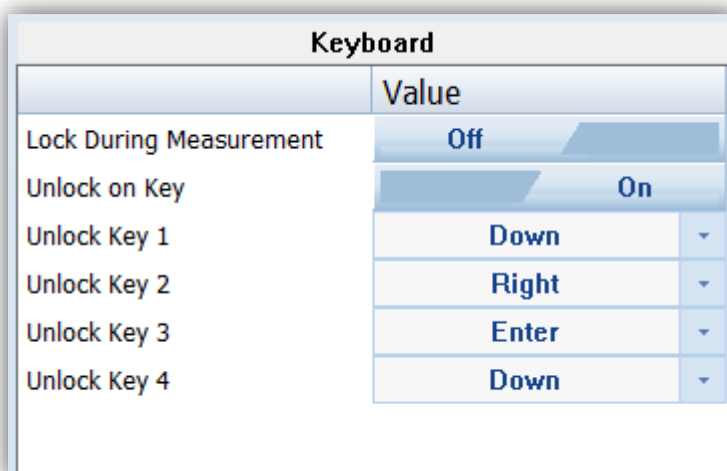 Keyboard
Value
Lock During Measurement Off
Unlock on Key On
Unlock Key 1 Down
Unlock Key 2 Right
Unlock Key 3 Enter
Unlock Key 4 Down